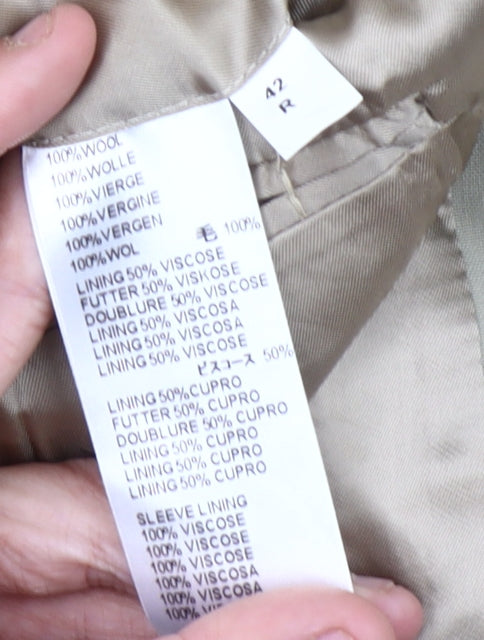 42
R
100%WOOL
100%WOLLE
100%VIERGE
100%VERGINE
100%VERGEN
毛 100%
100%WOL
LINING 50% VISCOSE
FUTTER 50% VISKOSE
DOUBLURE 50% VISCOSE
LINING 50% VISCOSA
LINING 50% VISCOSA
LINING 50% VISCOSE
ビスコース 50%
LINING 50%CUPRO
FUTTER 50% CUPRO
DOUBLURE 50% CUPRO
LINING 50% CUPRO
LINING 50% CUPRO
LINING 50% CUPRO
SLEEVE LINING
100% VISCOSE
100% VISCOSE
100% VISCOSE
100% VISCOSA
100% VISCOSA